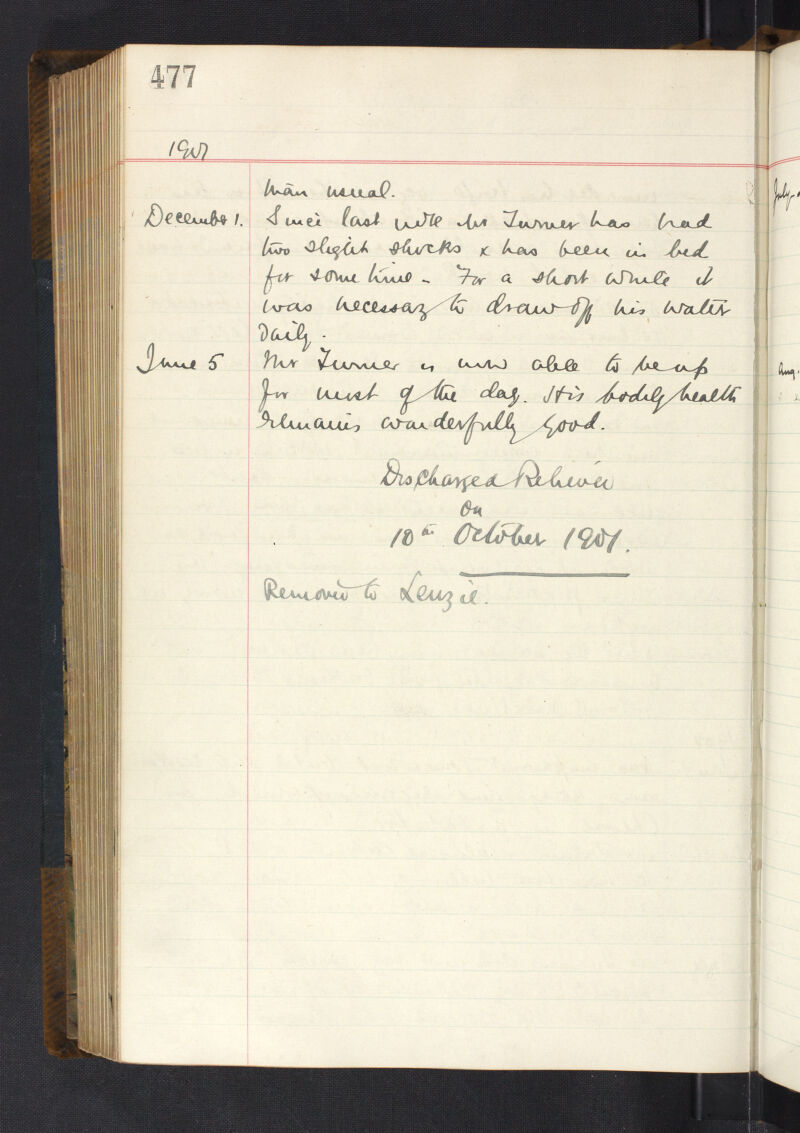 477
1901
than usual.
December 1. Since last note Mr Turner has had
two slight shocks & has been in bed
for some time - For a short while it
was necessary to draw off his water
daily.
June 5 Mr Turner is now able to be up
for most of the day. His bodily health
remains wonderfully good.
Discharged Relieved
on
10th October 1901.
Removed to Lenzie.
July
Aug.